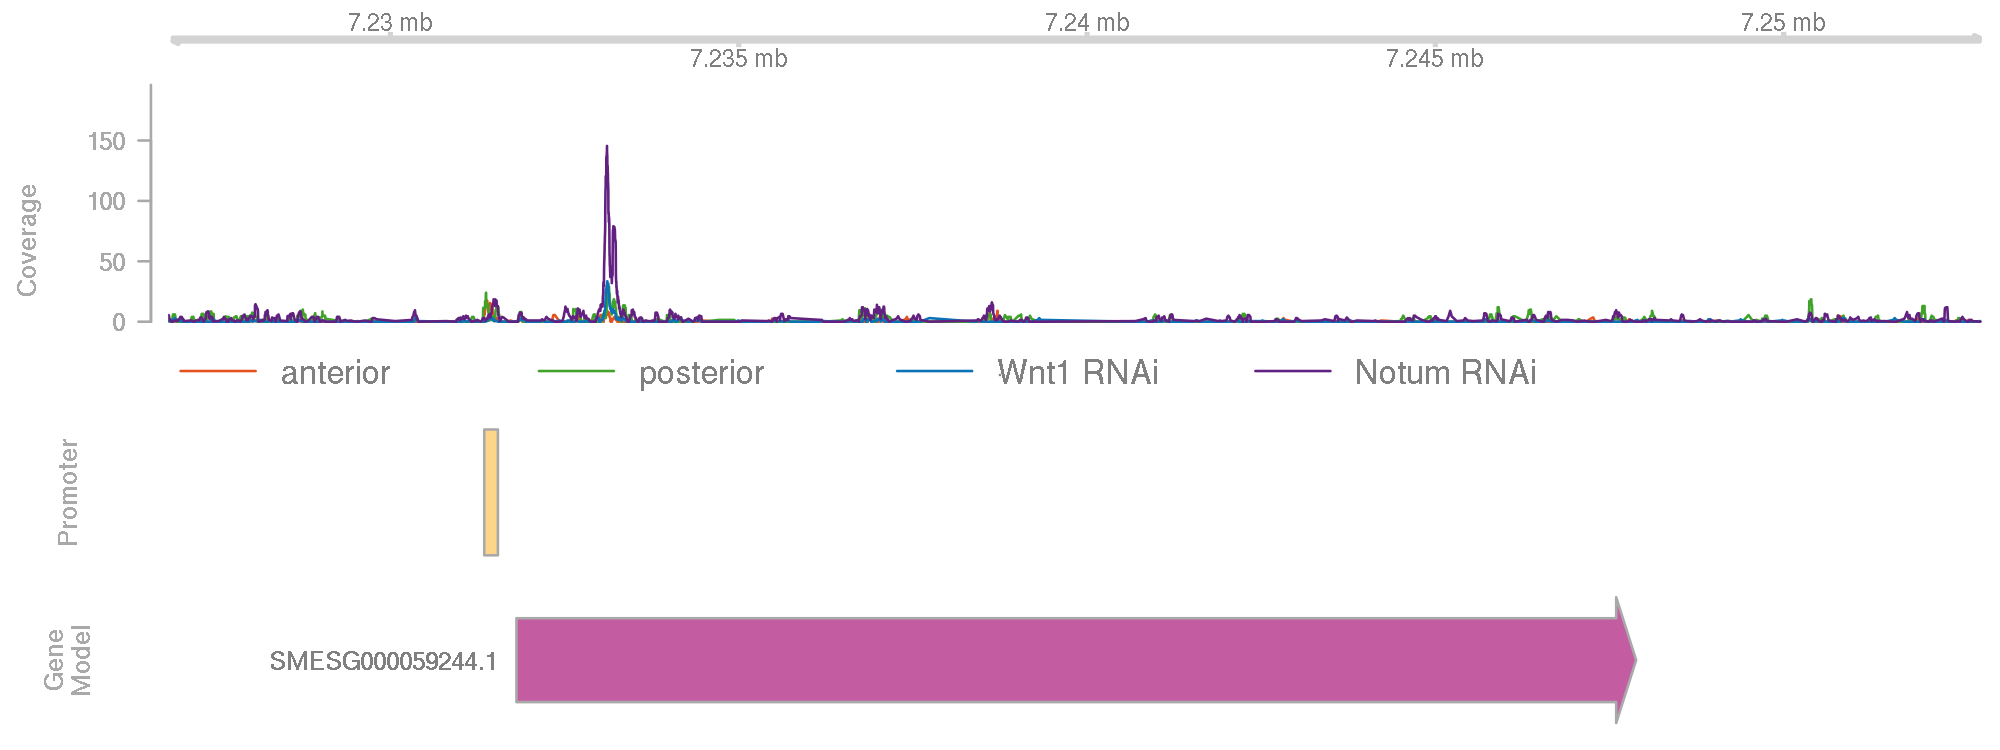 7.23 mb
7.24 mb
7.25 mb
7.235 mb
7.245 mb
Coverage
150
100
50
0
anterior
posterior
Wnt1 RNAi
Notum RNAi
Promoter
Gene
Model
SMESG000059244.1